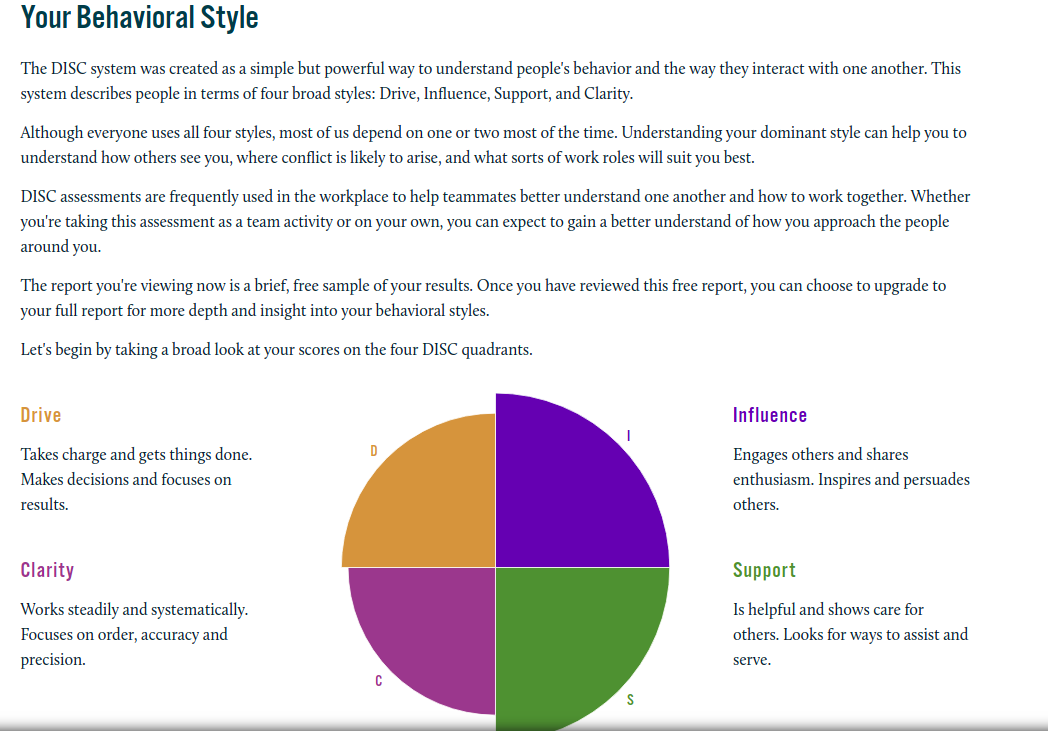 Your Behavioral Style
The DISC system was created as a simple but powerful way to understand people's behavior and the way they interact with one another. This
system describes people in terms of four broad styles: Drive, Influence, Support, and Clarity.
Although everyone uses all four styles, most of us depend on one or two most of the time. Understanding your dominant style can help you to
understand how others see you, where conflict is likely to arise, and what sorts of work roles will suit you best.
DISC assessments are frequently used in the workplace to help teammates better understand one another and how to work together. Whether
you're taking this assessment as a team activity or on your own, you can expect to gain a better understand of how you approach the people
around you.
The report you're viewing now is a brief, free sample of your results. Once you have reviewed this free report, you can choose to upgrade to
your full report for more depth and insight into your behavioral styles.
Let's begin by taking a broad look at your scores on the four DISC quadrants.
Drive
Takes charge and gets things done.
Makes decisions and focuses on
results.
Clarity
Works steadily and systematically.
Focuses on order, accuracy and
precision.
D
I
C
S
Influence
Engages others and shares
enthusiasm. Inspires and persuades
others.
Support
Is helpful and shows care for
others. Looks for ways to assist and
serve.